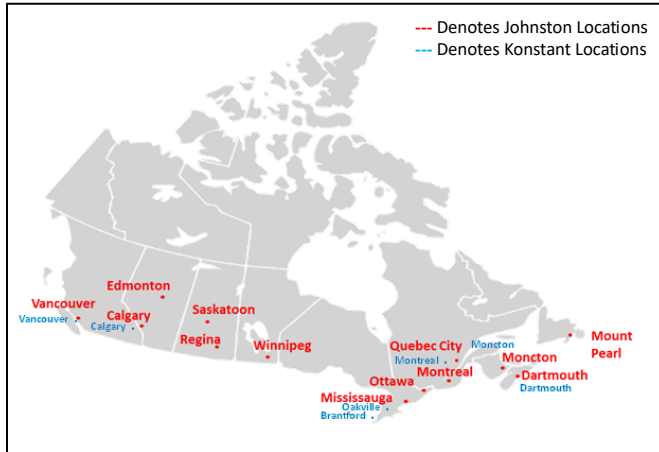 --- Denotes Johnston Locations
--- Denotes Konstant Locations
Edmonton
Vancouver
Vancouver
Calgary
Calgary
Saskatoon
Regina
Winnipeg
Quebec City
Moncton
Mount
Pearl
Montreal
Moncton
Montreal
Ottawa
Dartmouth
Dartmouth
Mississauga
Oakville
Brantford